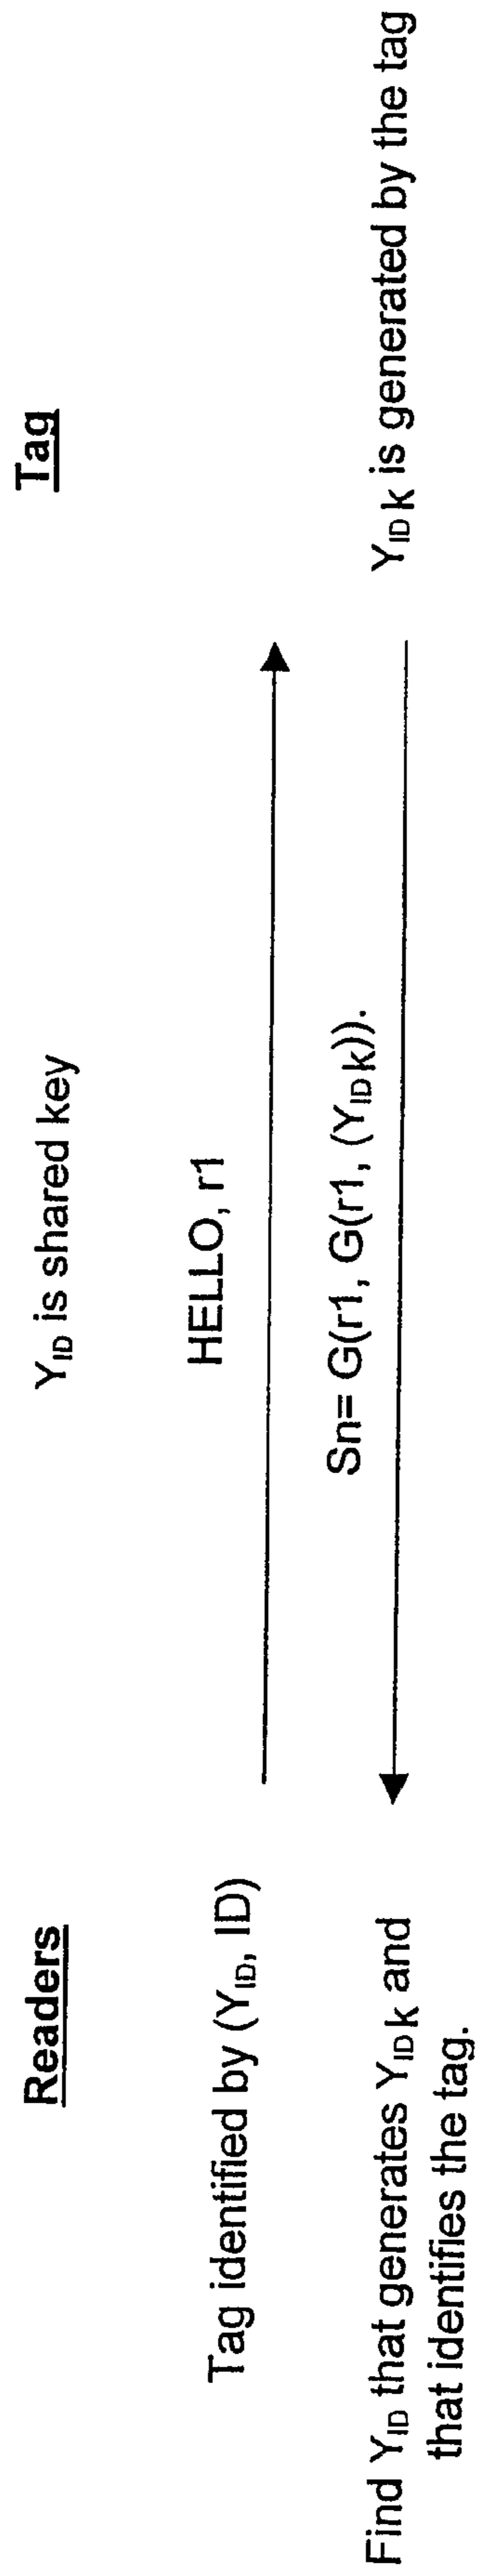 Readers
Tag
Y_ID is shared key
Tag identified by (Y_ID, ID)
HELLO, r1
Sn= G(r1, G(r1, (Y_ID k)).
Y_ID k is generated by the tag
Find Y_ID that generates Y_ID k and
that identifies the tag.